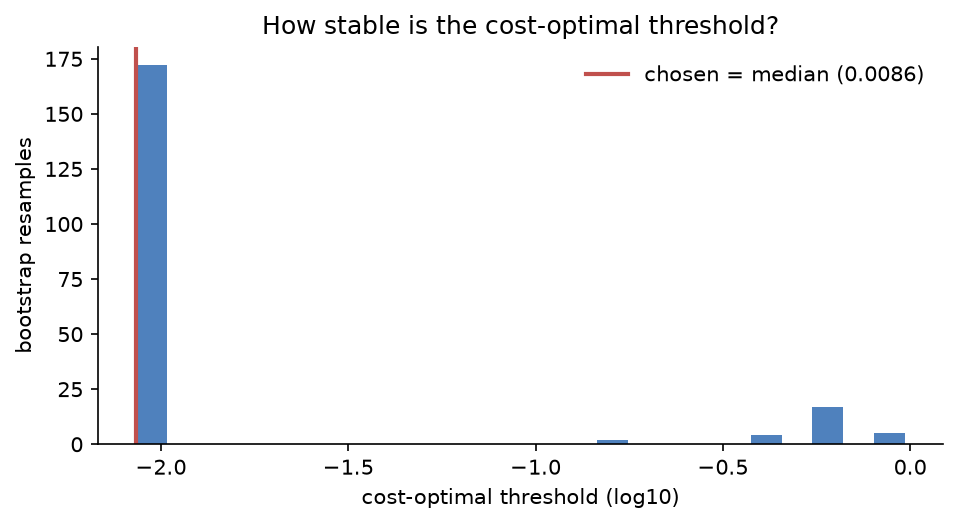 How stable is the cost-optimal threshold?
chosen = median (0.0086)
bootstrap resamples
175
150
125
100
75
50
25
0
−2.0 −1.5 −1.0 −0.5 0.0
cost-optimal threshold (log10)